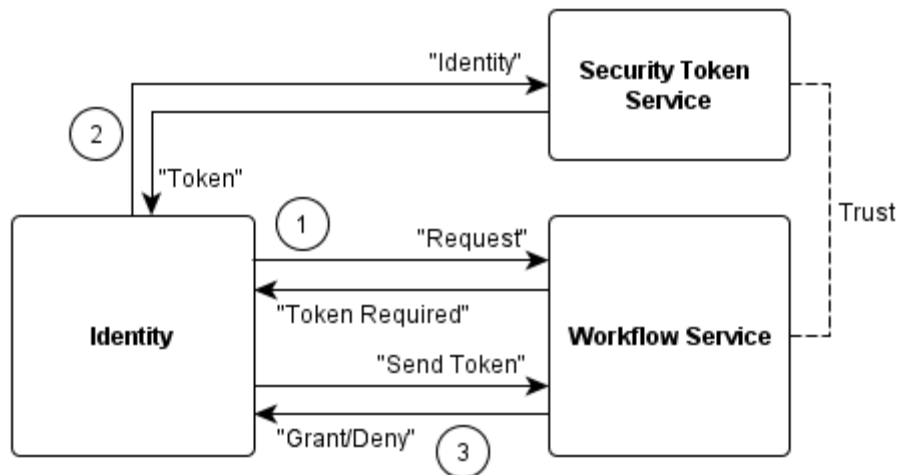 "Identity"
Security Token
Service
2
"Token"
1
"Request"
Trust
"Token Required"
Identity
Workflow Service
"Send Token"
"Grant/Deny"
3